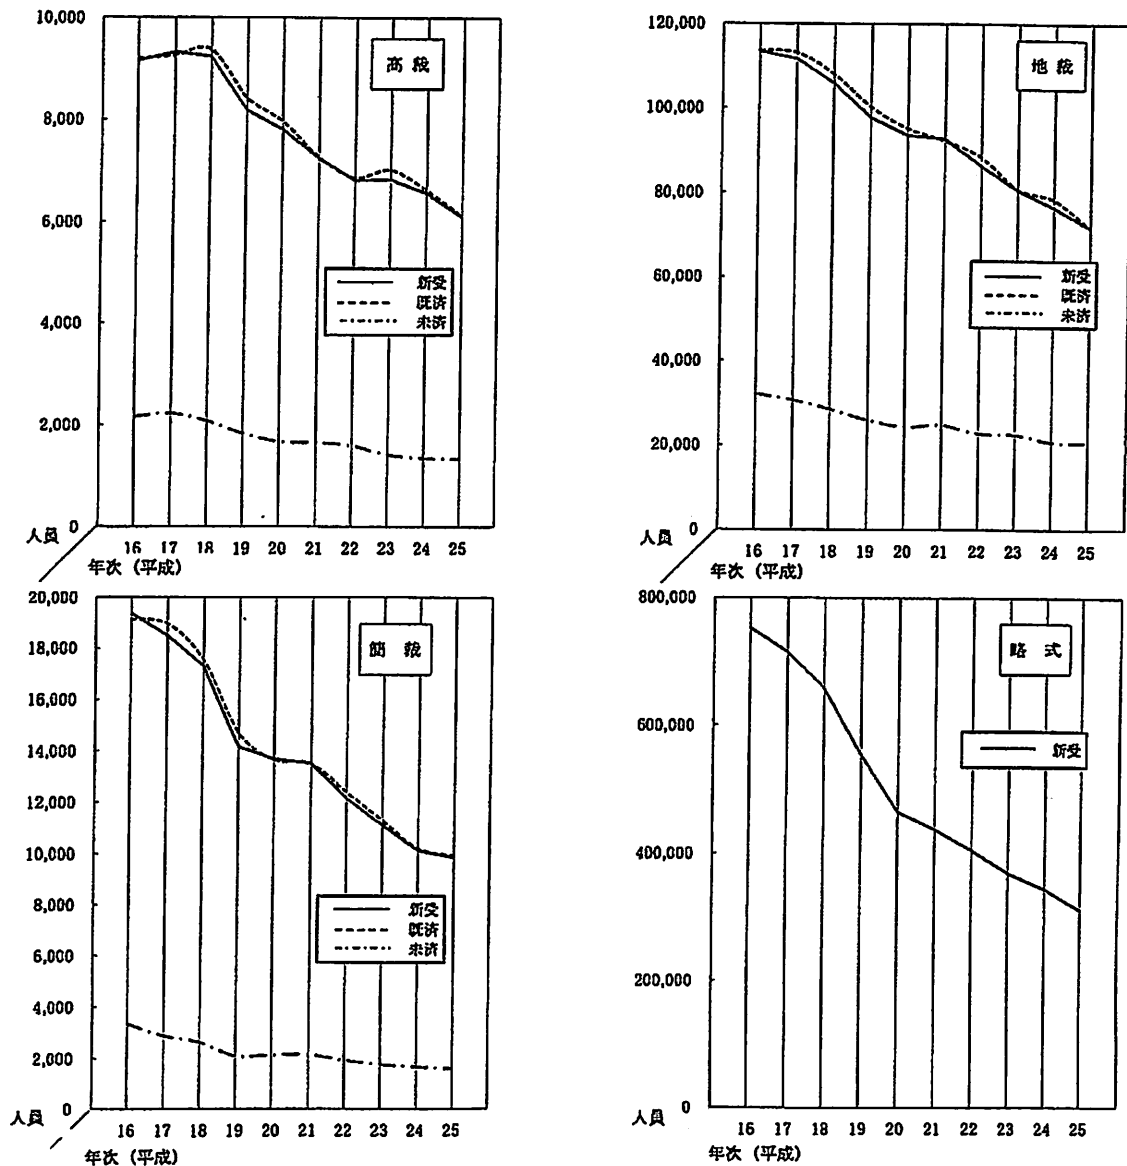 10,000
8,000
6,000
4,000
2,000
0
人員
高裁
新受
既済
未済
16 17 18 19 20 21 22 23 24 25
年次 (平成)
120,000
100,000
80,000
60,000
40,000
20,000
0
人員
地裁
新受
既済
未済
16 17 18 19 20 21 22 23 24 25
年次 (平成)
20,000
18,000
16,000
14,000
12,000
10,000
8,000
6,000
4,000
2,000
0
人員
簡裁
新受
既済
未済
16 17 18 19 20 21 22 23 24 25
年次 (平成)
800,000
600,000
400,000
200,000
0
人員
略式
新受
16 17 18 19 20 21 22 23 24 25
年次 (平成)